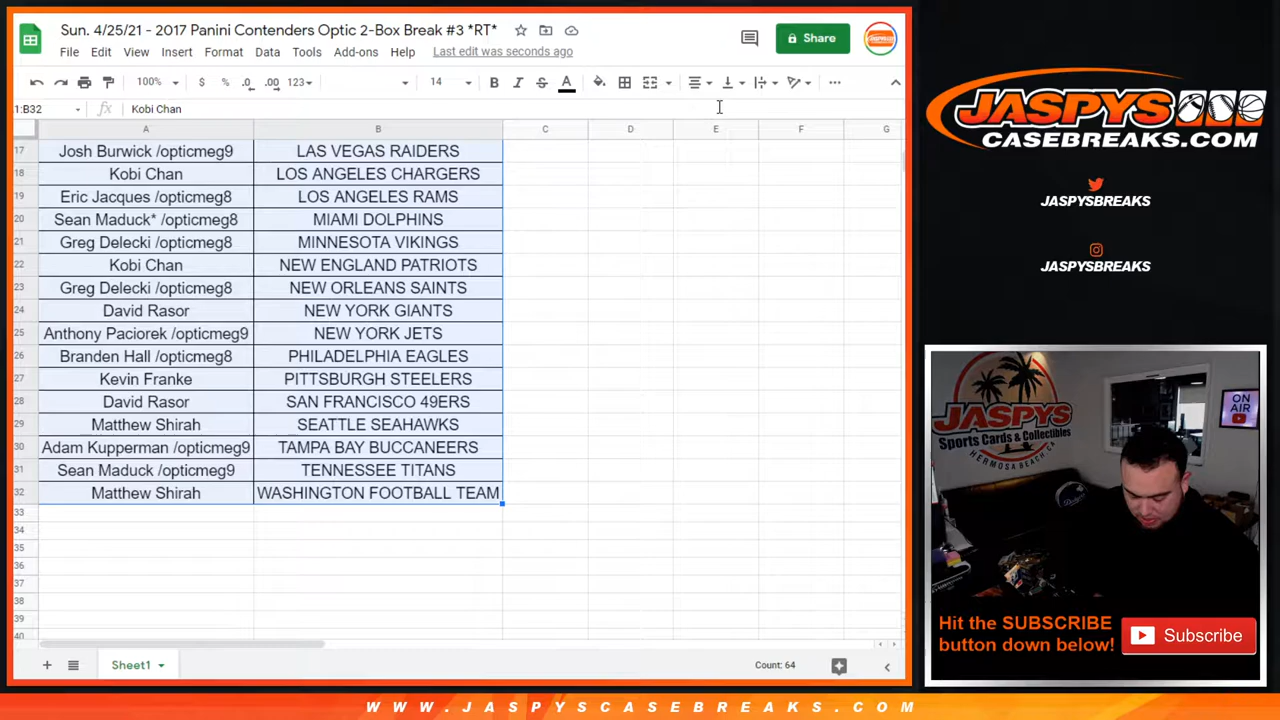 Sun. 4/25/21 - 2017 Panini Contenders Optic 2-Box Break #3 *RT*
File Edit View Insert Format Data Tools Add-ons Help Last edit was seconds ago
Share
100% $ % .0 .00 123 14 B I S A
1:B32 fx Kobi Chan
A B C D E F G
17 Josh Burwick /opticmeg9 LAS VEGAS RAIDERS
18 Kobi Chan LOS ANGELES CHARGERS
19 Eric Jacques /opticmeg8 LOS ANGELES RAMS
20 Sean Maduck* /opticmeg8 MIAMI DOLPHINS
21 Greg Delecki /opticmeg8 MINNESOTA VIKINGS
22 Kobi Chan NEW ENGLAND PATRIOTS
23 Greg Delecki /opticmeg8 NEW ORLEANS SAINTS
24 David Rasor NEW YORK GIANTS
25 Anthony Paciorek /opticmeg9 NEW YORK JETS
26 Branden Hall /opticmeg8 PHILADELPHIA EAGLES
27 Kevin Franke PITTSBURGH STEELERS
28 David Rasor SAN FRANCISCO 49ERS
29 Matthew Shirah SEATTLE SEAHAWKS
30 Adam Kupperman /opticmeg9 TAMPA BAY BUCCANEERS
31 Sean Maduck /opticmeg9 TENNESSEE TITANS
32 Matthew Shirah WASHINGTON FOOTBALL TEAM
33
34
35
36
37
38
39
40
Sheet1
Count: 64
JASPYS
CASEBREAKS.COM
JASPYSBREAKS
JASPYSBREAKS
JASPYS
Sports Cards & Collectibles
HERMOSA BEACH, CA
ON
AIR
Dodgers
Hit the SUBSCRIBE
button down below!
Subscribe
WWW.JASPYSCASEBREAKS.COM